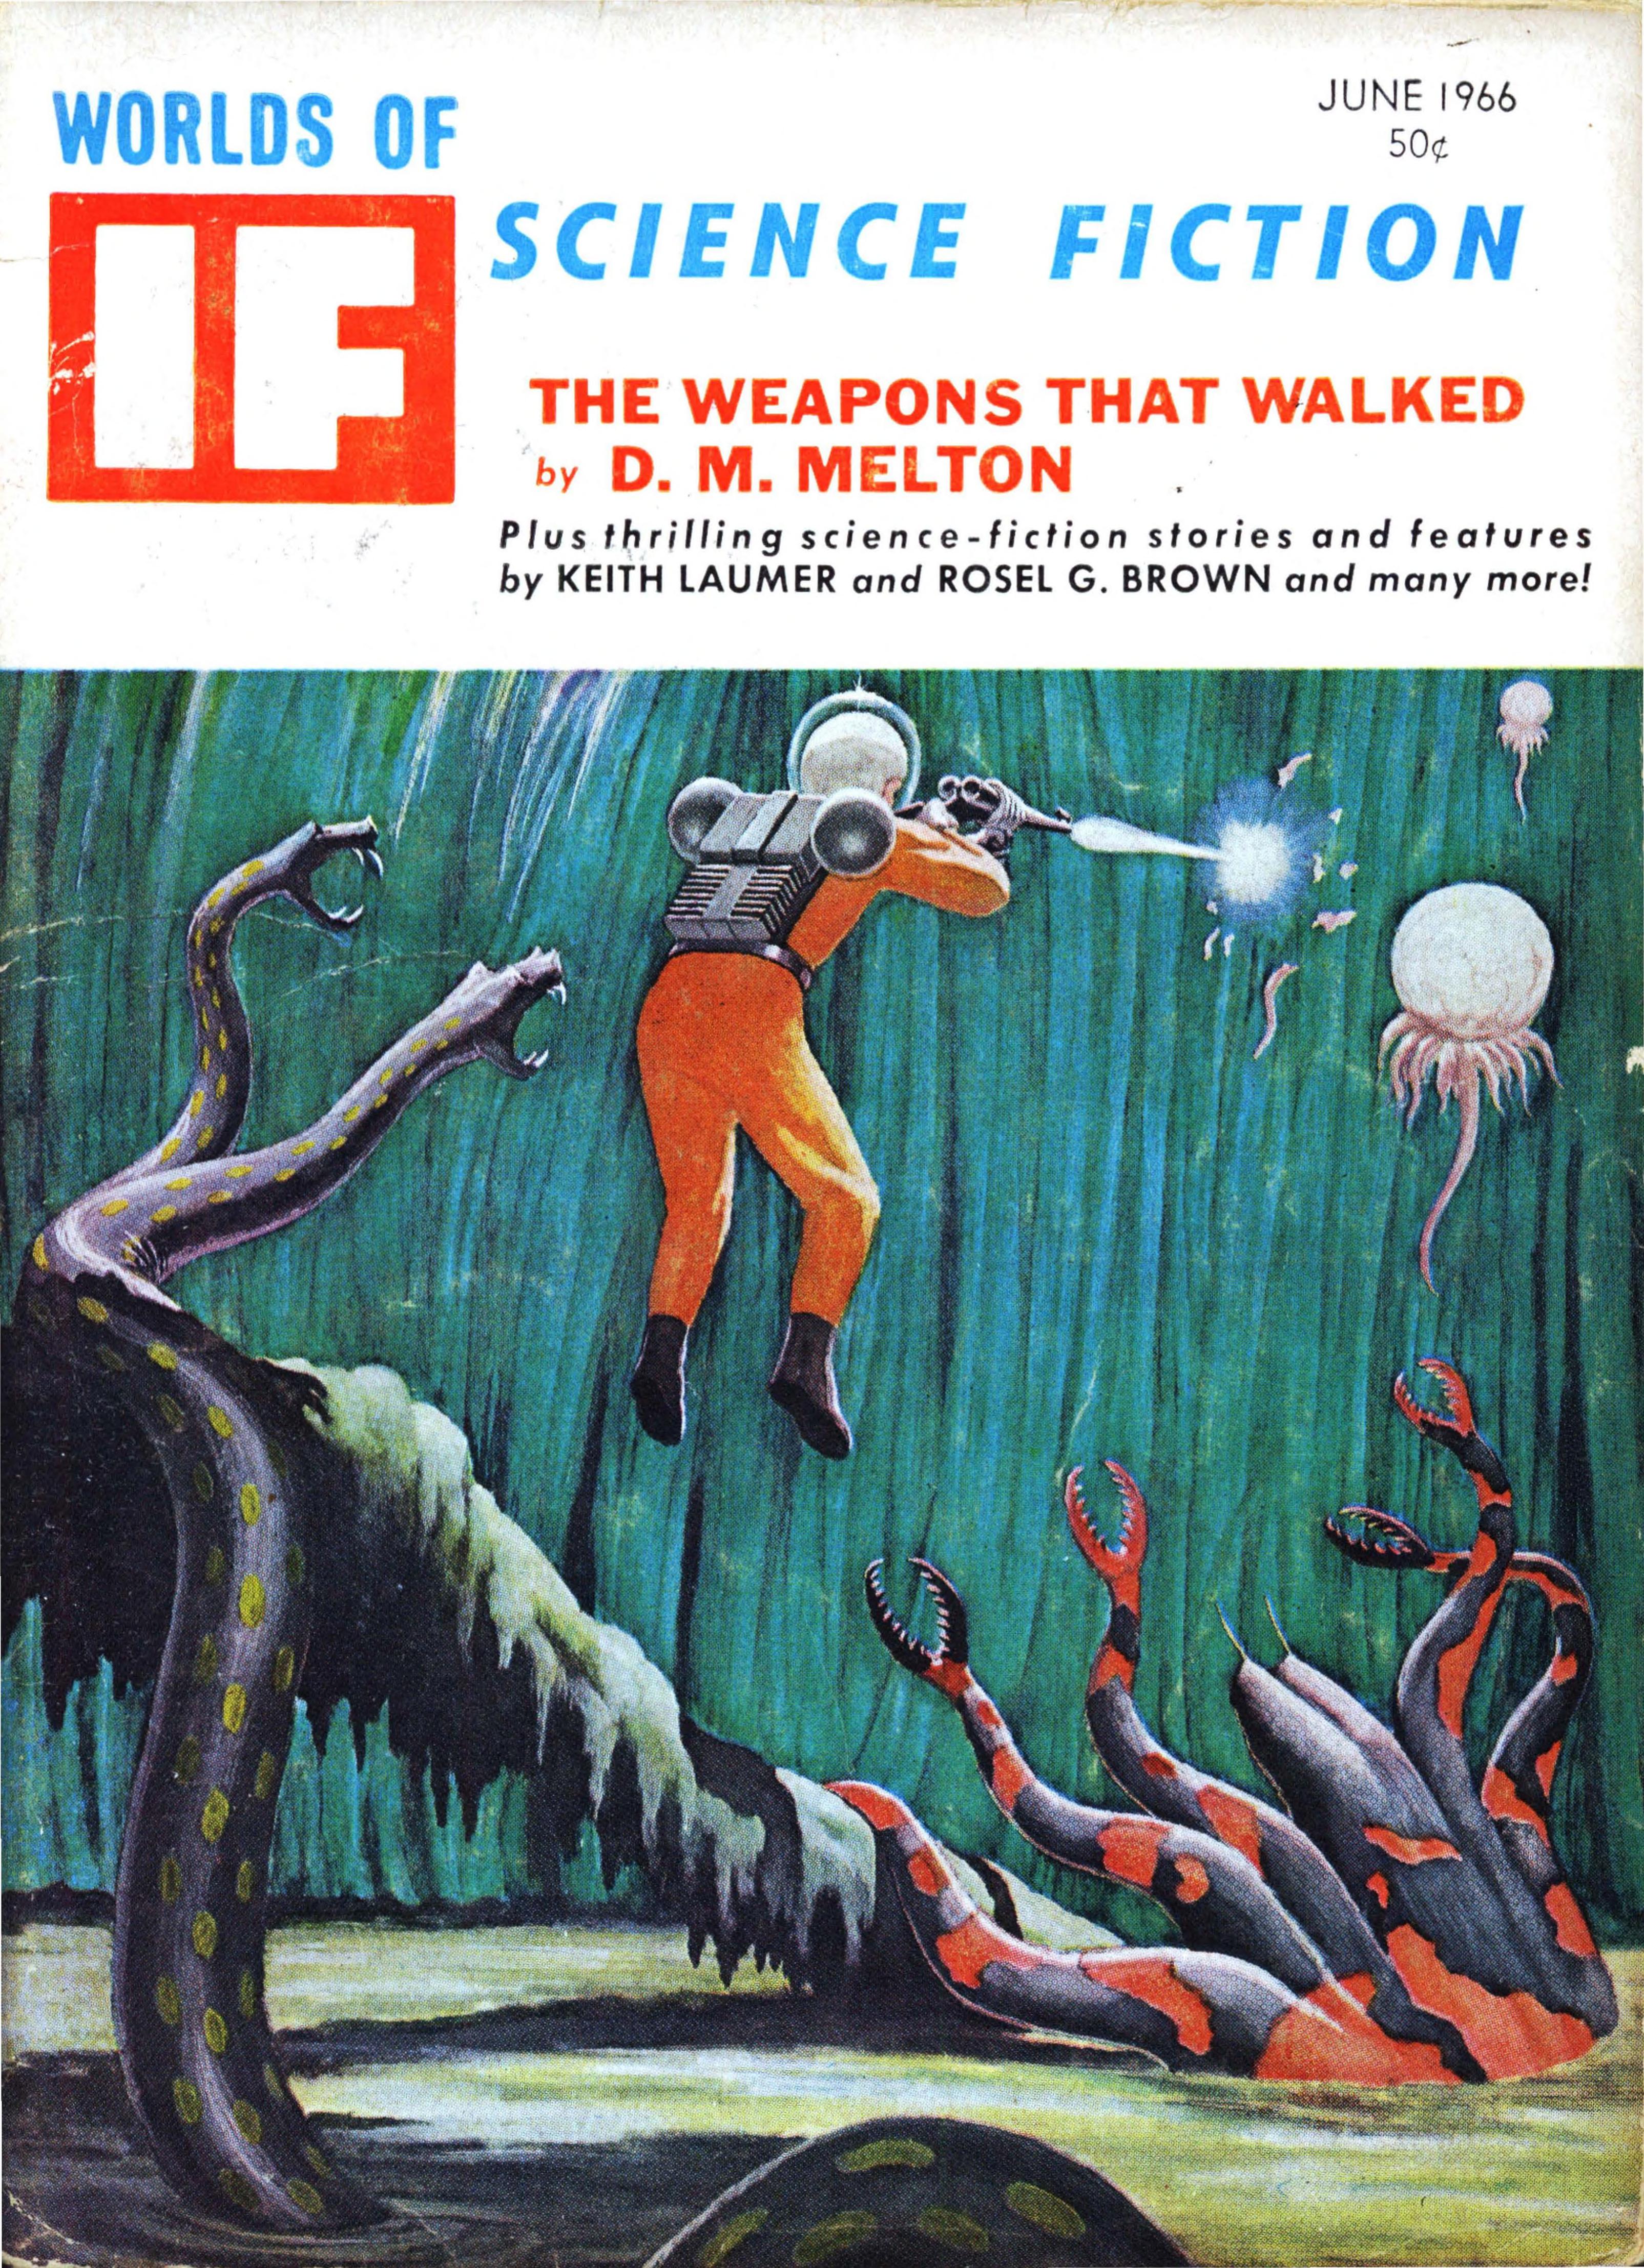 JUNE 1966
50¢
WORLDS OF
IF
SCIENCE FICTION
THE WEAPONS THAT WALKED
by D. M. MELTON
Plus thrilling science-fiction stories and features
by KEITH LAUMER and ROSEL G. BROWN and many more!